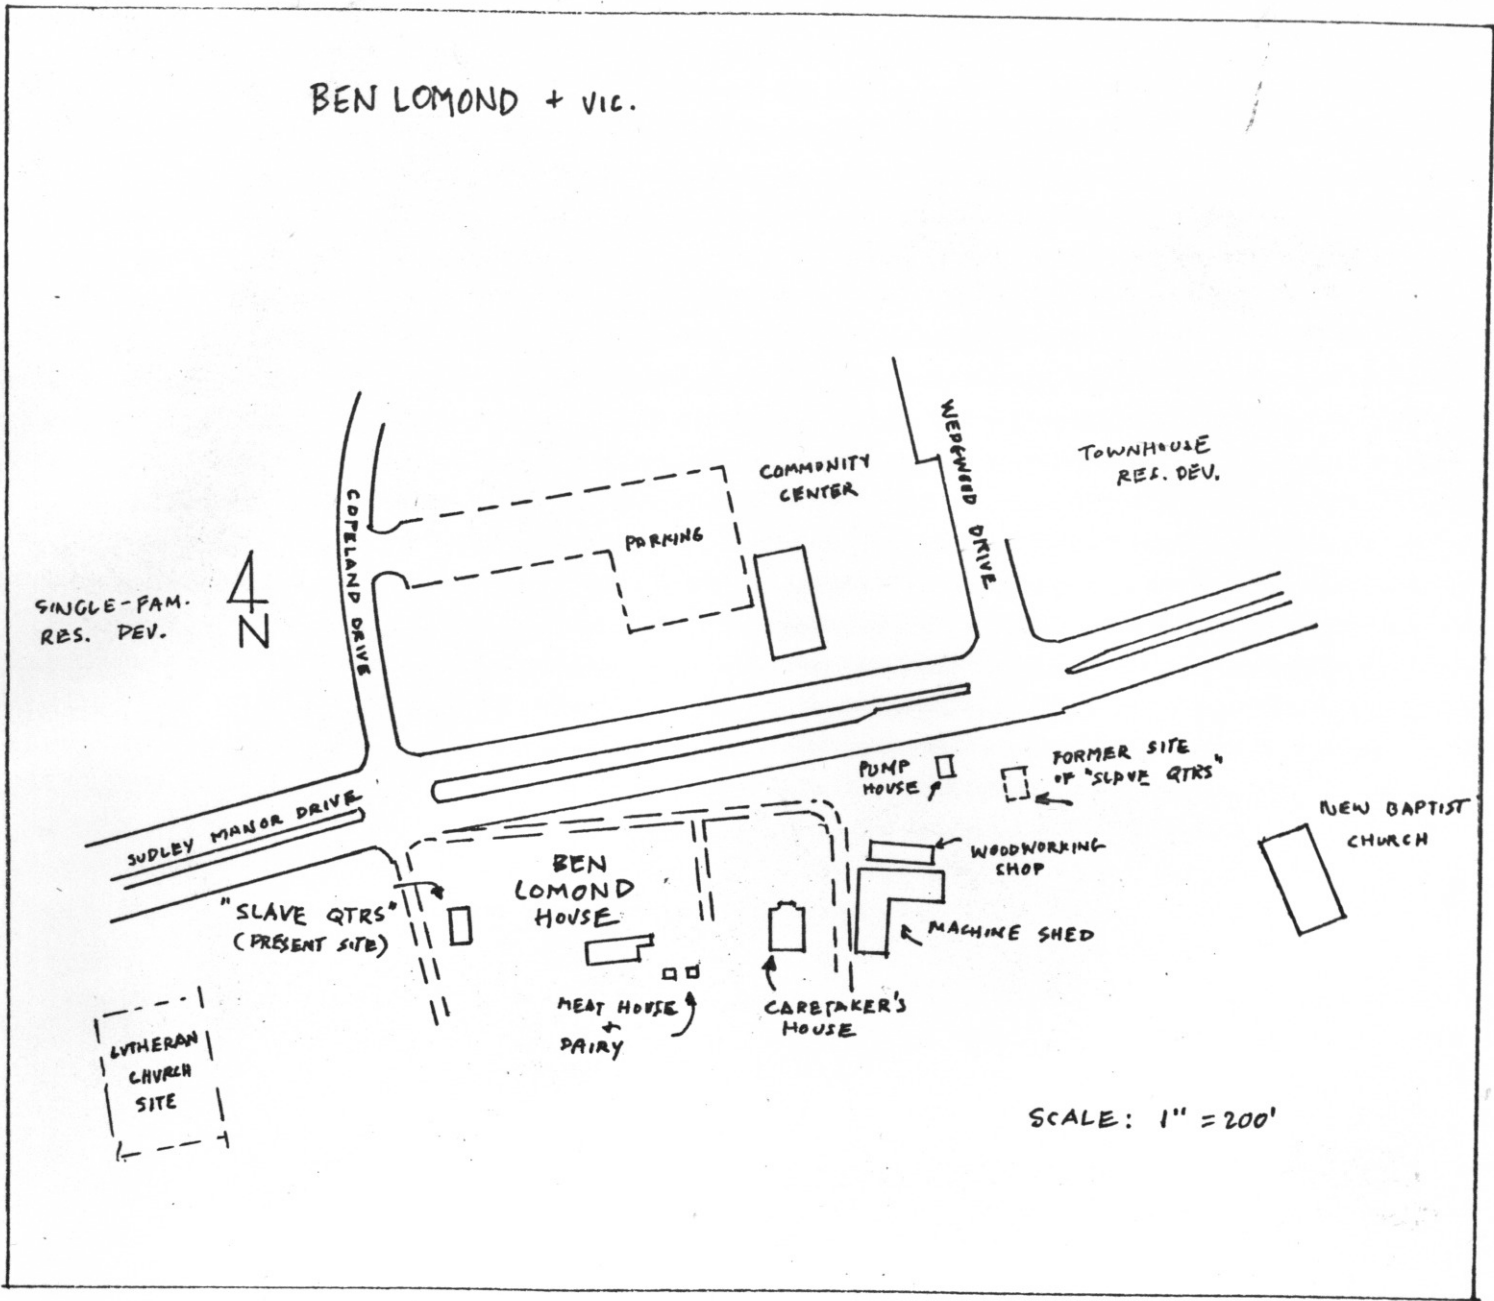 BEN LOMOND + VIC.
COMMUNITY
CENTER
WEDGWOOD DRIVE
TOWNHOUSE
RES. DEV.
COPELAND DRIVE
PARKING
SINGLE-FAM.
RES. DEV.
N
PUMP
HOUSE
FORMER SITE
OF "SLAVE QTRS"
NEW BAPTIST
CHURCH
SUDLEY MANOR DRIVE
WOODWORKING
SHOP
BEN
LOMOND
HOUSE
"SLAVE QTRS"
(PRESENT SITE)
MACHINE SHED
MEAT HOUSE
+
DAIRY
CARETAKER'S
HOUSE
LUTHERAN
CHURCH
SITE
SCALE: 1" = 200'